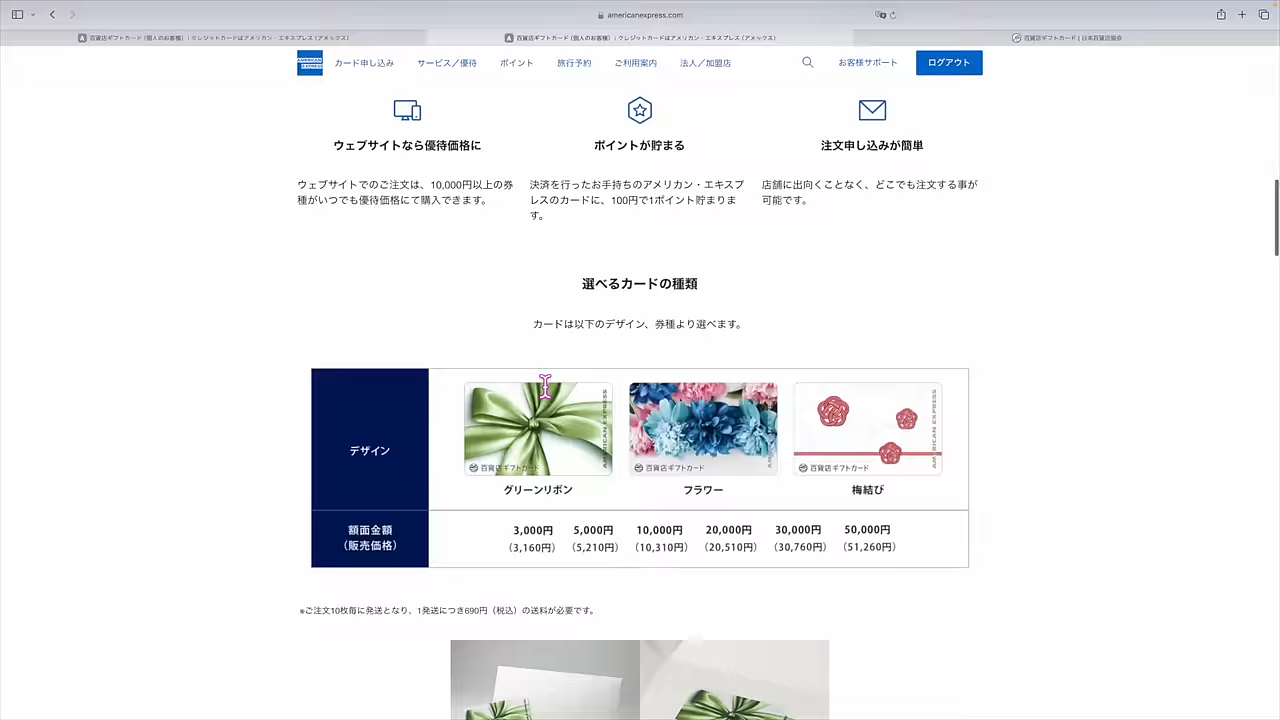 americanexpress.com
百貨店ギフトカード（個人のお客様）| クレジットカードはアメリカン・エキスプレス（アメックス）
百貨店ギフトカード（個人のお客様）| クレジットカードはアメリカン・エキスプレス（アメックス）
百貨店ギフトカード | 日本百貨店協会
AMERICAN EXPRESS
カード申し込み
サービス／優待
ポイント
旅行予約
ご利用案内
法人／加盟店
お客様サポート
ログアウト
ウェブサイトなら優待価格に
ポイントが貯まる
注文申し込みが簡単
ウェブサイトでのご注文は、10,000円以上の券
種がいつでも優待価格にて購入できます。
決済を行ったお手持ちのアメリカン・エキスプ
レスのカードに、100円で1ポイント貯まりま
す。
店舗に出向くことなく、どこでも注文する事が
可能です。
選べるカードの種類
カードは以下のデザイン、券種より選べます。
デザイン
AMERICAN EXPRESS
百貨店ギフトカード
グリーンリボン
AMERICAN EXPRESS
百貨店ギフトカード
フラワー
AMERICAN EXPRESS
百貨店ギフトカード
梅結び
額面金額
（販売価格）
3,000円 5,000円 10,000円 20,000円 30,000円 50,000円
（3,160円） （5,210円） （10,310円） （20,510円） （30,760円） （51,260円）
※ご注文10枚毎に発送となり、1発送につき690円（税込）の送料が必要です。